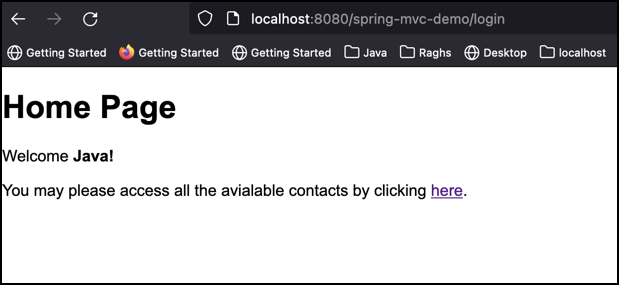 localhost:8080/spring-mvc-demo/login
Getting Started Getting Started Getting Started Java Raghs Desktop localhost
Home Page
Welcome Java!
You may please access all the avialable contacts by clicking here.